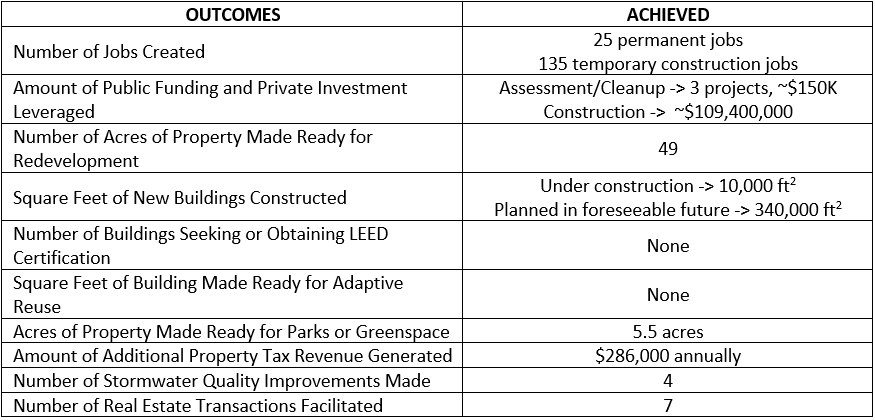 OUTCOMES ACHIEVED
Number of Jobs Created
25 permanent jobs
135 temporary construction jobs
Amount of Public Funding and Private Investment
Leveraged
Assessment/Cleanup -> 3 projects, ~$150K
Construction -> ~$109,400,000
Number of Acres of Property Made Ready for
Redevelopment
49
Square Feet of New Buildings Constructed
Under construction -> 10,000 ft²
Planned in foreseeable future -> 340,000 ft²
Number of Buildings Seeking or Obtaining LEED
Certification
None
Square Feet of Building Made Ready for Adaptive
Reuse
None
Acres of Property Made Ready for Parks or Greenspace 5.5 acres
Amount of Additional Property Tax Revenue Generated $286,000 annually
Number of Stormwater Quality Improvements Made 4
Number of Real Estate Transactions Facilitated 7